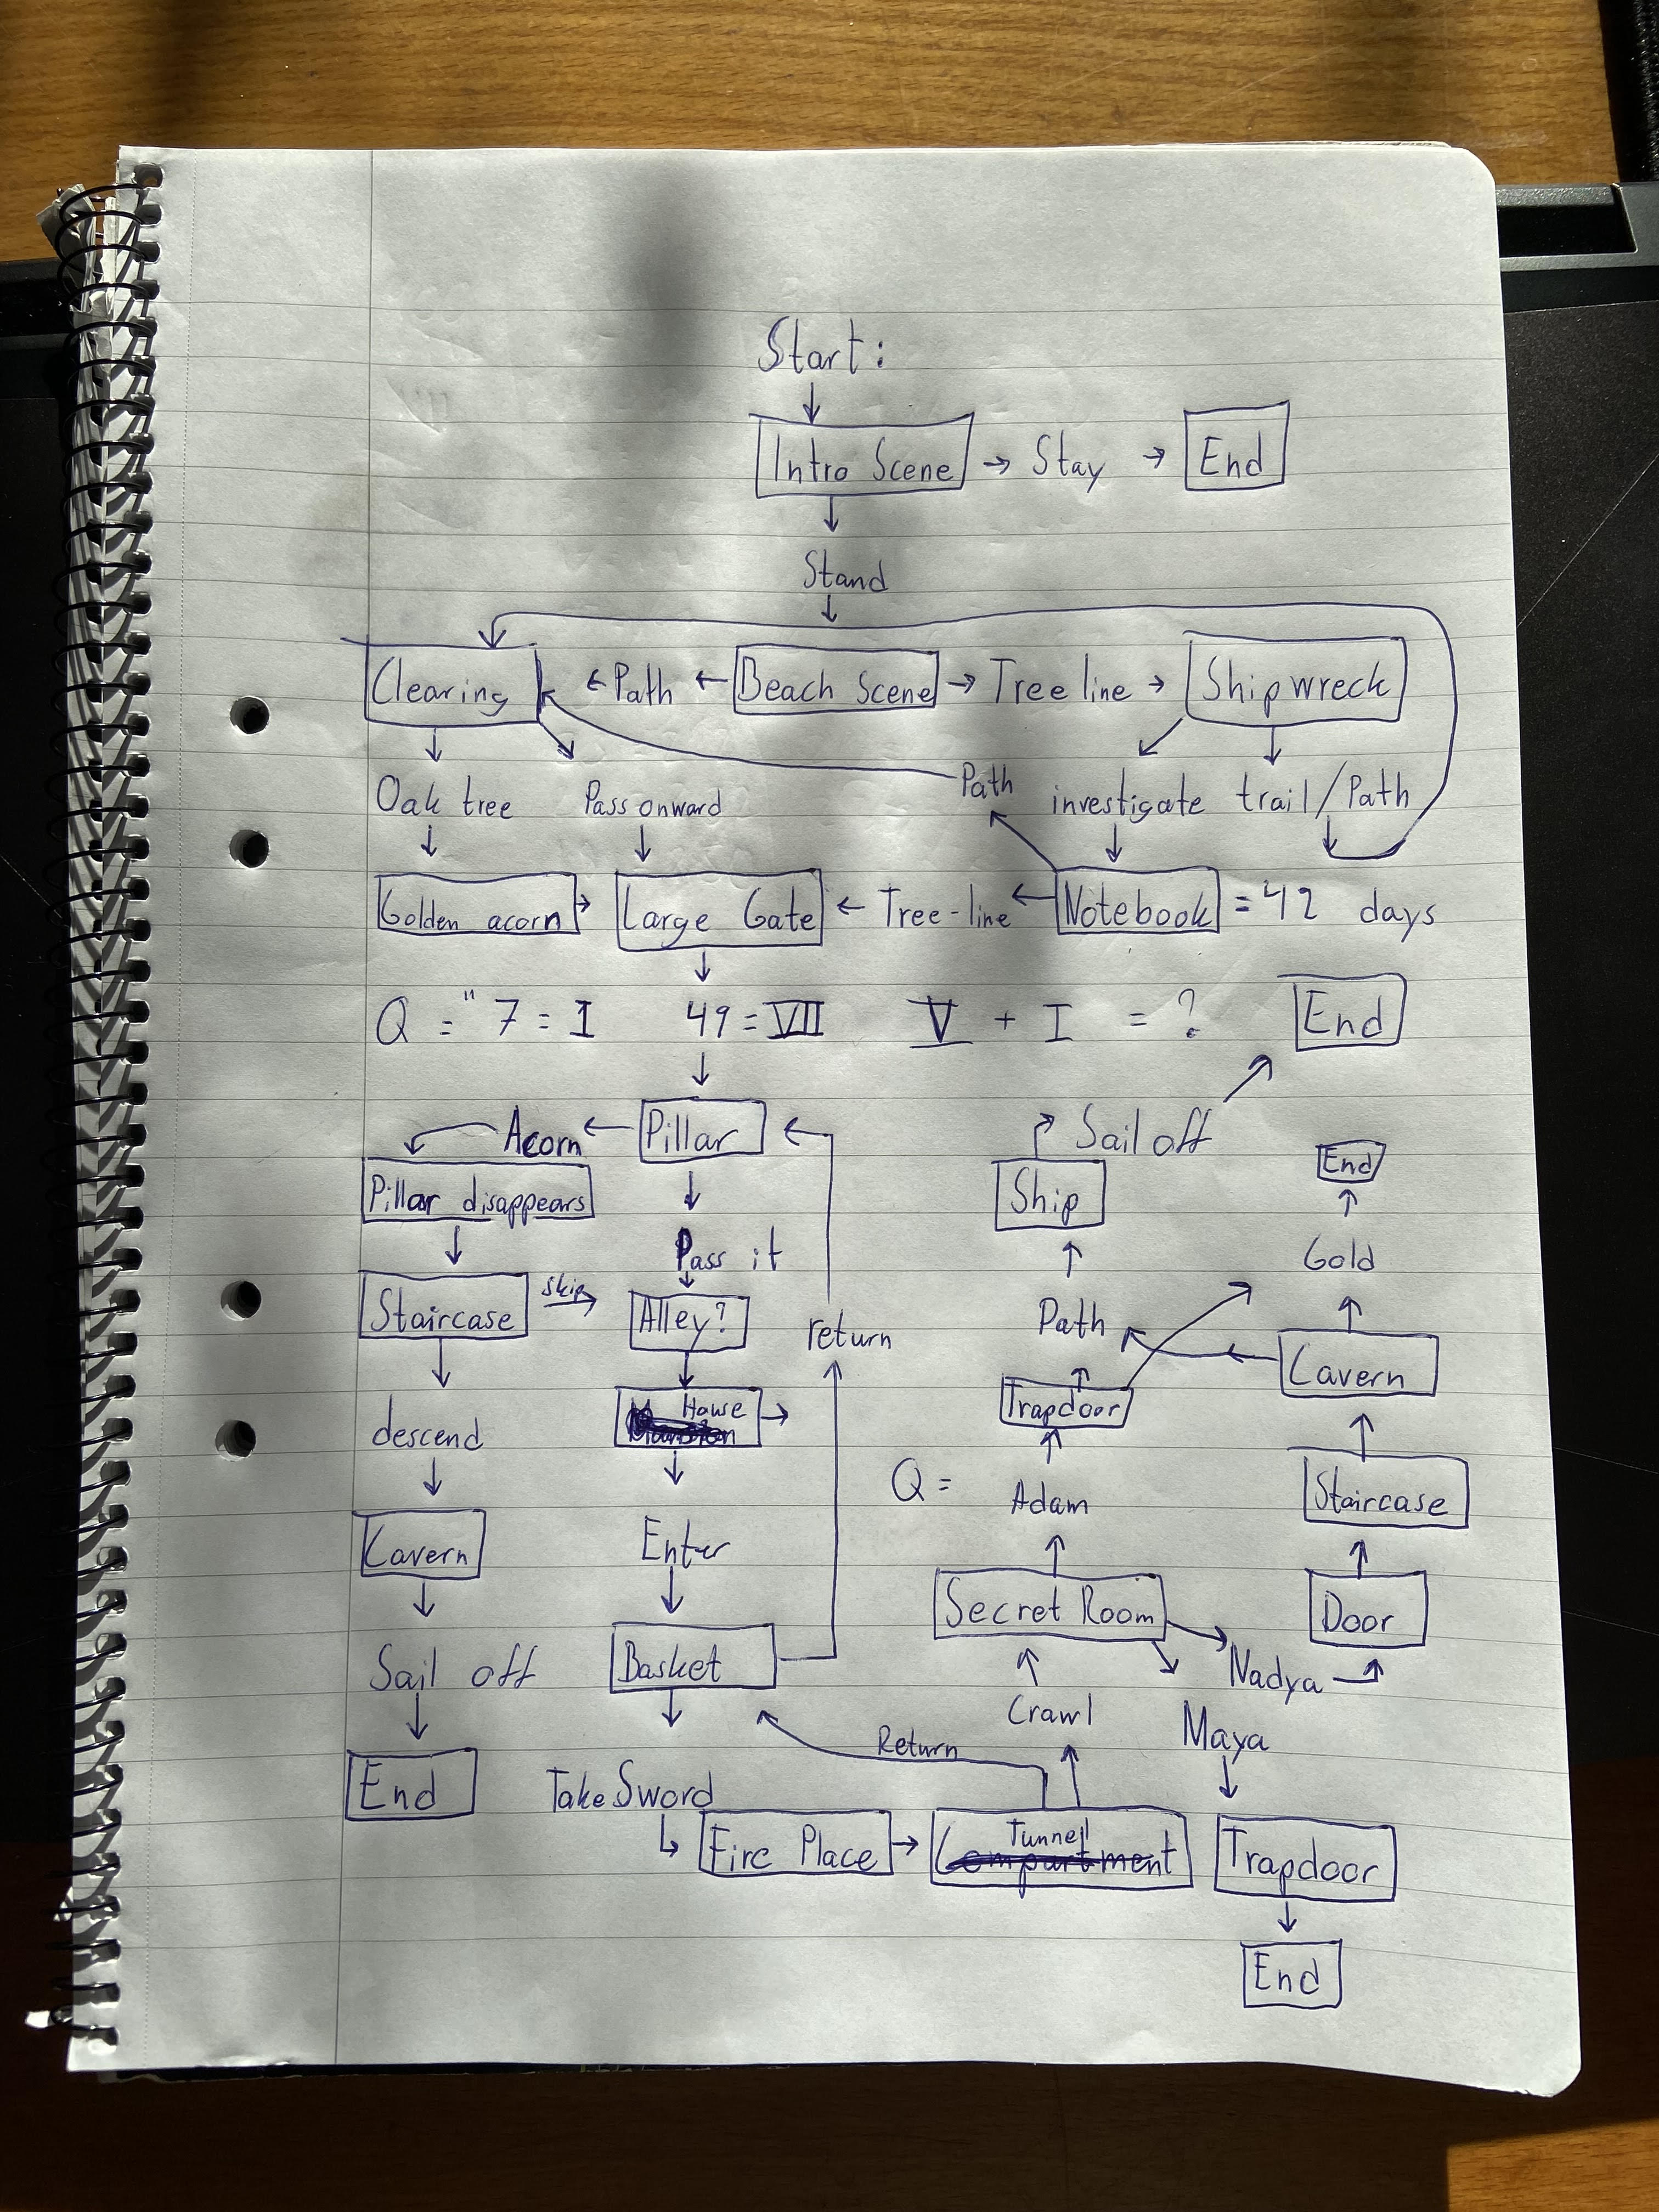 Start:
Intro Scene → Stay → End
Stand
Clearing ← Path ← Beach Scene → Tree line → Shipwreck
Oak tree Pass onward Path investigate trail/Path
Golden acorn → Large Gate ← Tree-line ← Notebook = 42 days
Q = " 7 = I 49 = VII V + I = ? End
Acorn ← Pillar Sail off
Pillar disappears Ship End
Pass it Gold
Staircase skip → Alley? return Path
Cavern
House → Trapdoor
descend Q = Adam Staircase
Cavern Enter
Secret Room Door
Sail off Basket Nadya
Crawl Maya
Return
End Take Sword
Fire Place → Tunnel Trapdoor
Compartment
End